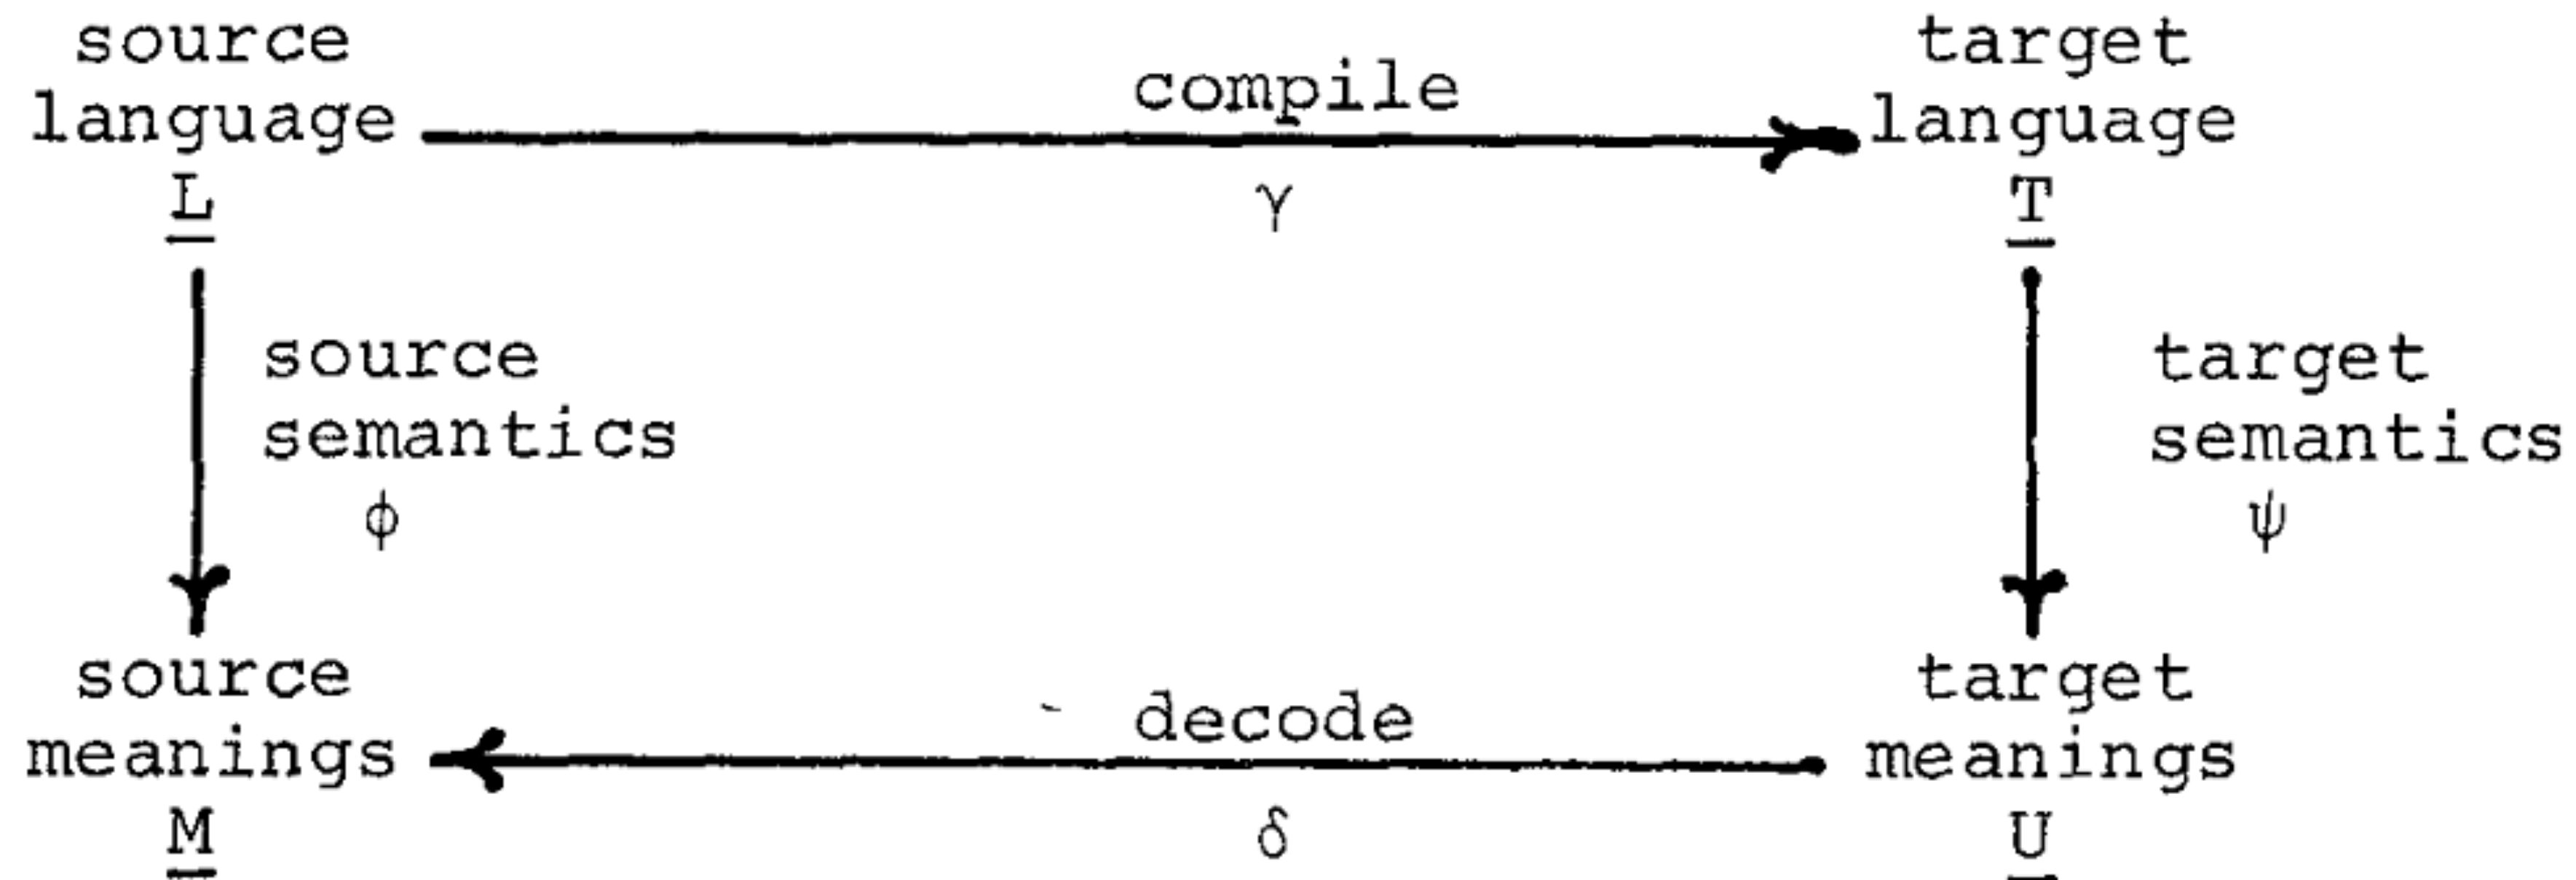 source
language
L
compile
γ
target
language
T
source
semantics
φ
target
semantics
ψ
source
meanings
M
decode
δ
target
meanings
U